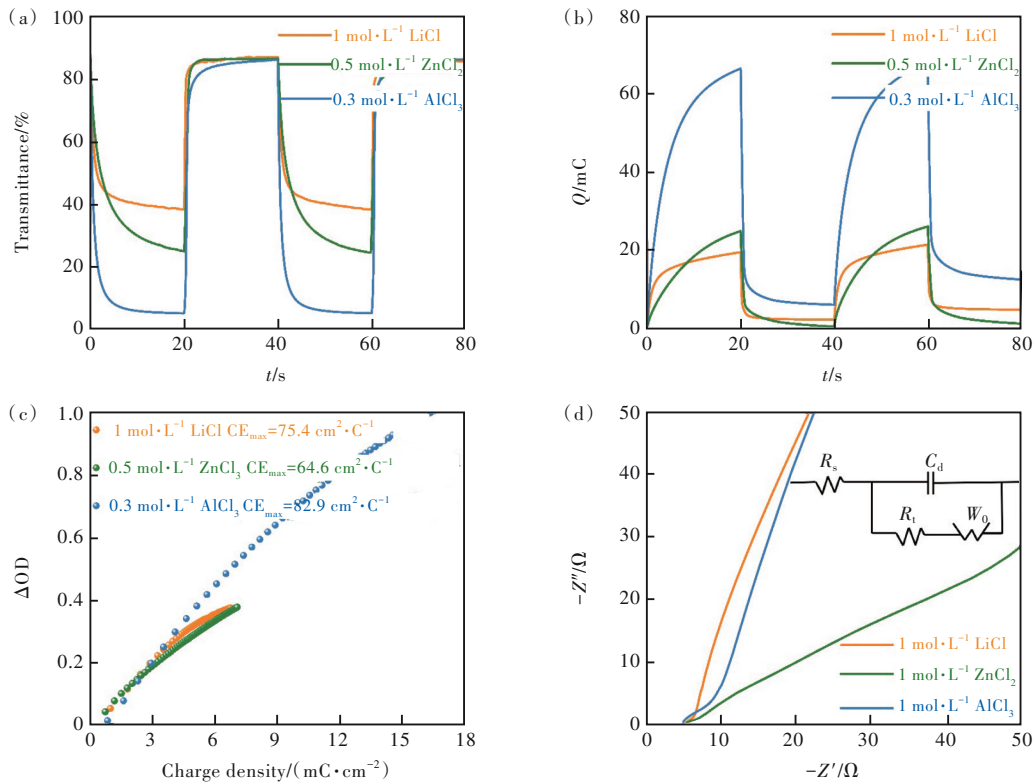 (a)
100
80
60
40
20
0
Transmittance/%
1 mol·L⁻¹ LiCl
0.5 mol·L⁻¹ ZnCl₂
0.3 mol·L⁻¹ AlCl₃
0 20 40 60 80
t/s
(b)
80
60
40
20
0
Q/mC
1 mol·L⁻¹ LiCl
0.5 mol·L⁻¹ ZnCl₂
0.3 mol·L⁻¹ AlCl₃
0 20 40 60 80
t/s
(c)
1.0
0.8
0.6
0.4
0.2
0
ΔOD
1 mol·L⁻¹ LiCl CEmax=75.4 cm²·C⁻¹
0.5 mol·L⁻¹ ZnCl₃ CEmax=64.6 cm²·C⁻¹
0.3 mol·L⁻¹ AlCl₃ CEmax=82.9 cm²·C⁻¹
0 3 6 9 12 15 18
Charge density/(mC·cm⁻²)
(d)
50
40
30
20
10
0
−Z″/Ω
Rs
Cd
Rt
W₀
1 mol·L⁻¹ LiCl
1 mol·L⁻¹ ZnCl₂
1 mol·L⁻¹ AlCl₃
0 10 20 30 40 50
−Z′/Ω